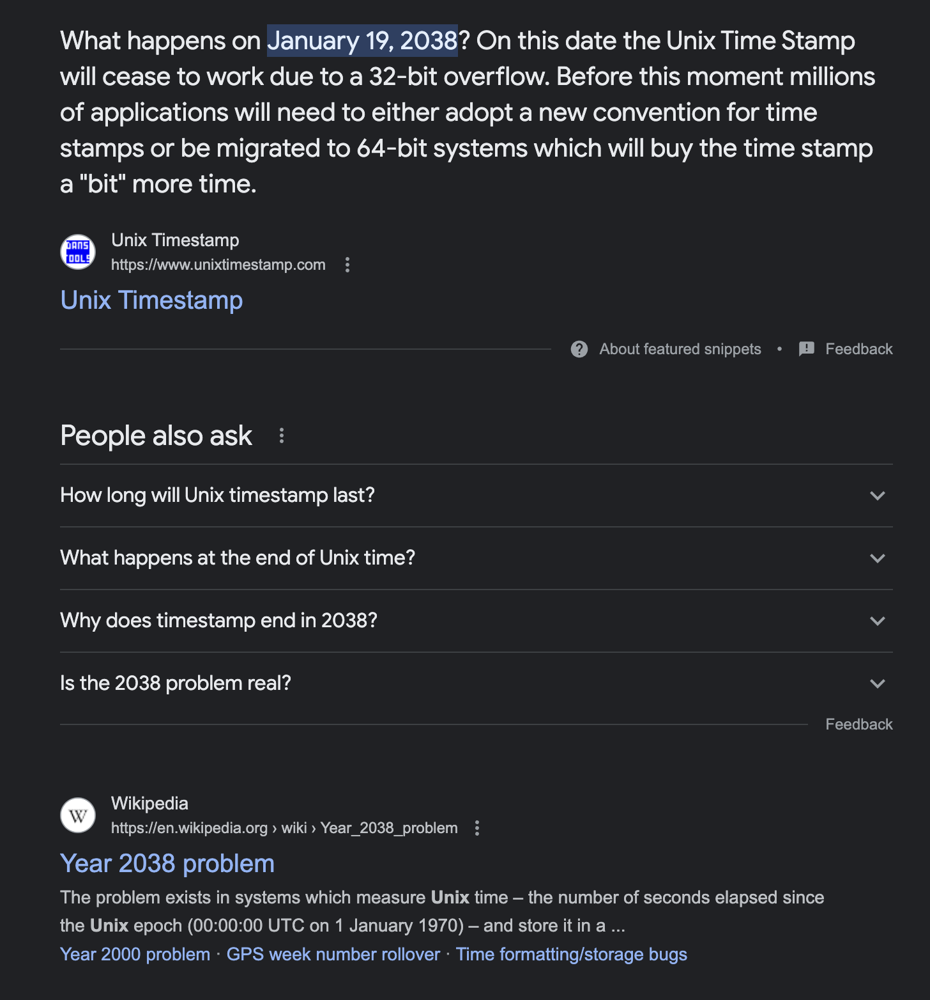 What happens on January 19, 2038? On this date the Unix Time Stamp
will cease to work due to a 32-bit overflow. Before this moment millions
of applications will need to either adopt a new convention for time
stamps or be migrated to 64-bit systems which will buy the time stamp
a "bit" more time.
DANS
TOOLS
Unix Timestamp
https://www.unixtimestamp.com
Unix Timestamp
About featured snippets • Feedback
People also ask
How long will Unix timestamp last?
What happens at the end of Unix time?
Why does timestamp end in 2038?
Is the 2038 problem real?
Feedback
W
Wikipedia
https://en.wikipedia.org › wiki › Year_2038_problem
Year 2038 problem
The problem exists in systems which measure Unix time – the number of seconds elapsed since
the Unix epoch (00:00:00 UTC on 1 January 1970) – and store it in a ...
Year 2000 problem · GPS week number rollover · Time formatting/storage bugs